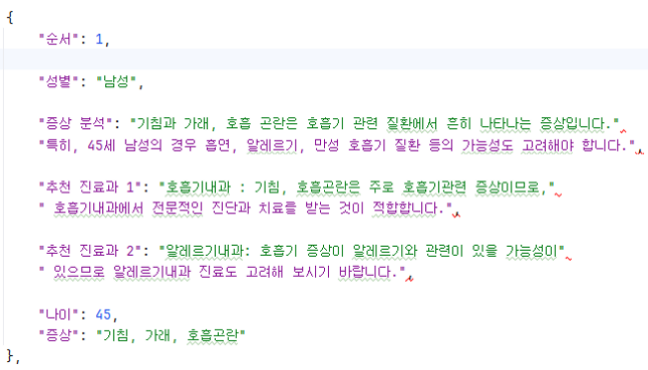 {
"순서": 1,
"성별": "남성",
"증상 분석": "기침과 가래, 호흡 곤란은 호흡기 관련 질환에서 흔히 나타나는 증상입니다.",
"특히, 45세 남성의 경우 흡연, 알레르기, 만성 호흡기 질환 등의 가능성도 고려해야 합니다.",
"추천 진료과 1": "호흡기내과 : 기침, 호흡곤란은 주로 호흡기관련 증상이므로,"
" 호흡기내과에서 전문적인 진단과 치료를 받는 것이 적합합니다.",
"추천 진료과 2": "알레르기내과: 호흡기 증상이 알레르기와 관련이 있을 가능성이"
" 있으므로 알레르기내과 진료도 고려해 보시기 바랍니다.",
"나이": 45,
"증상": "기침, 가래, 호흡곤란"
},